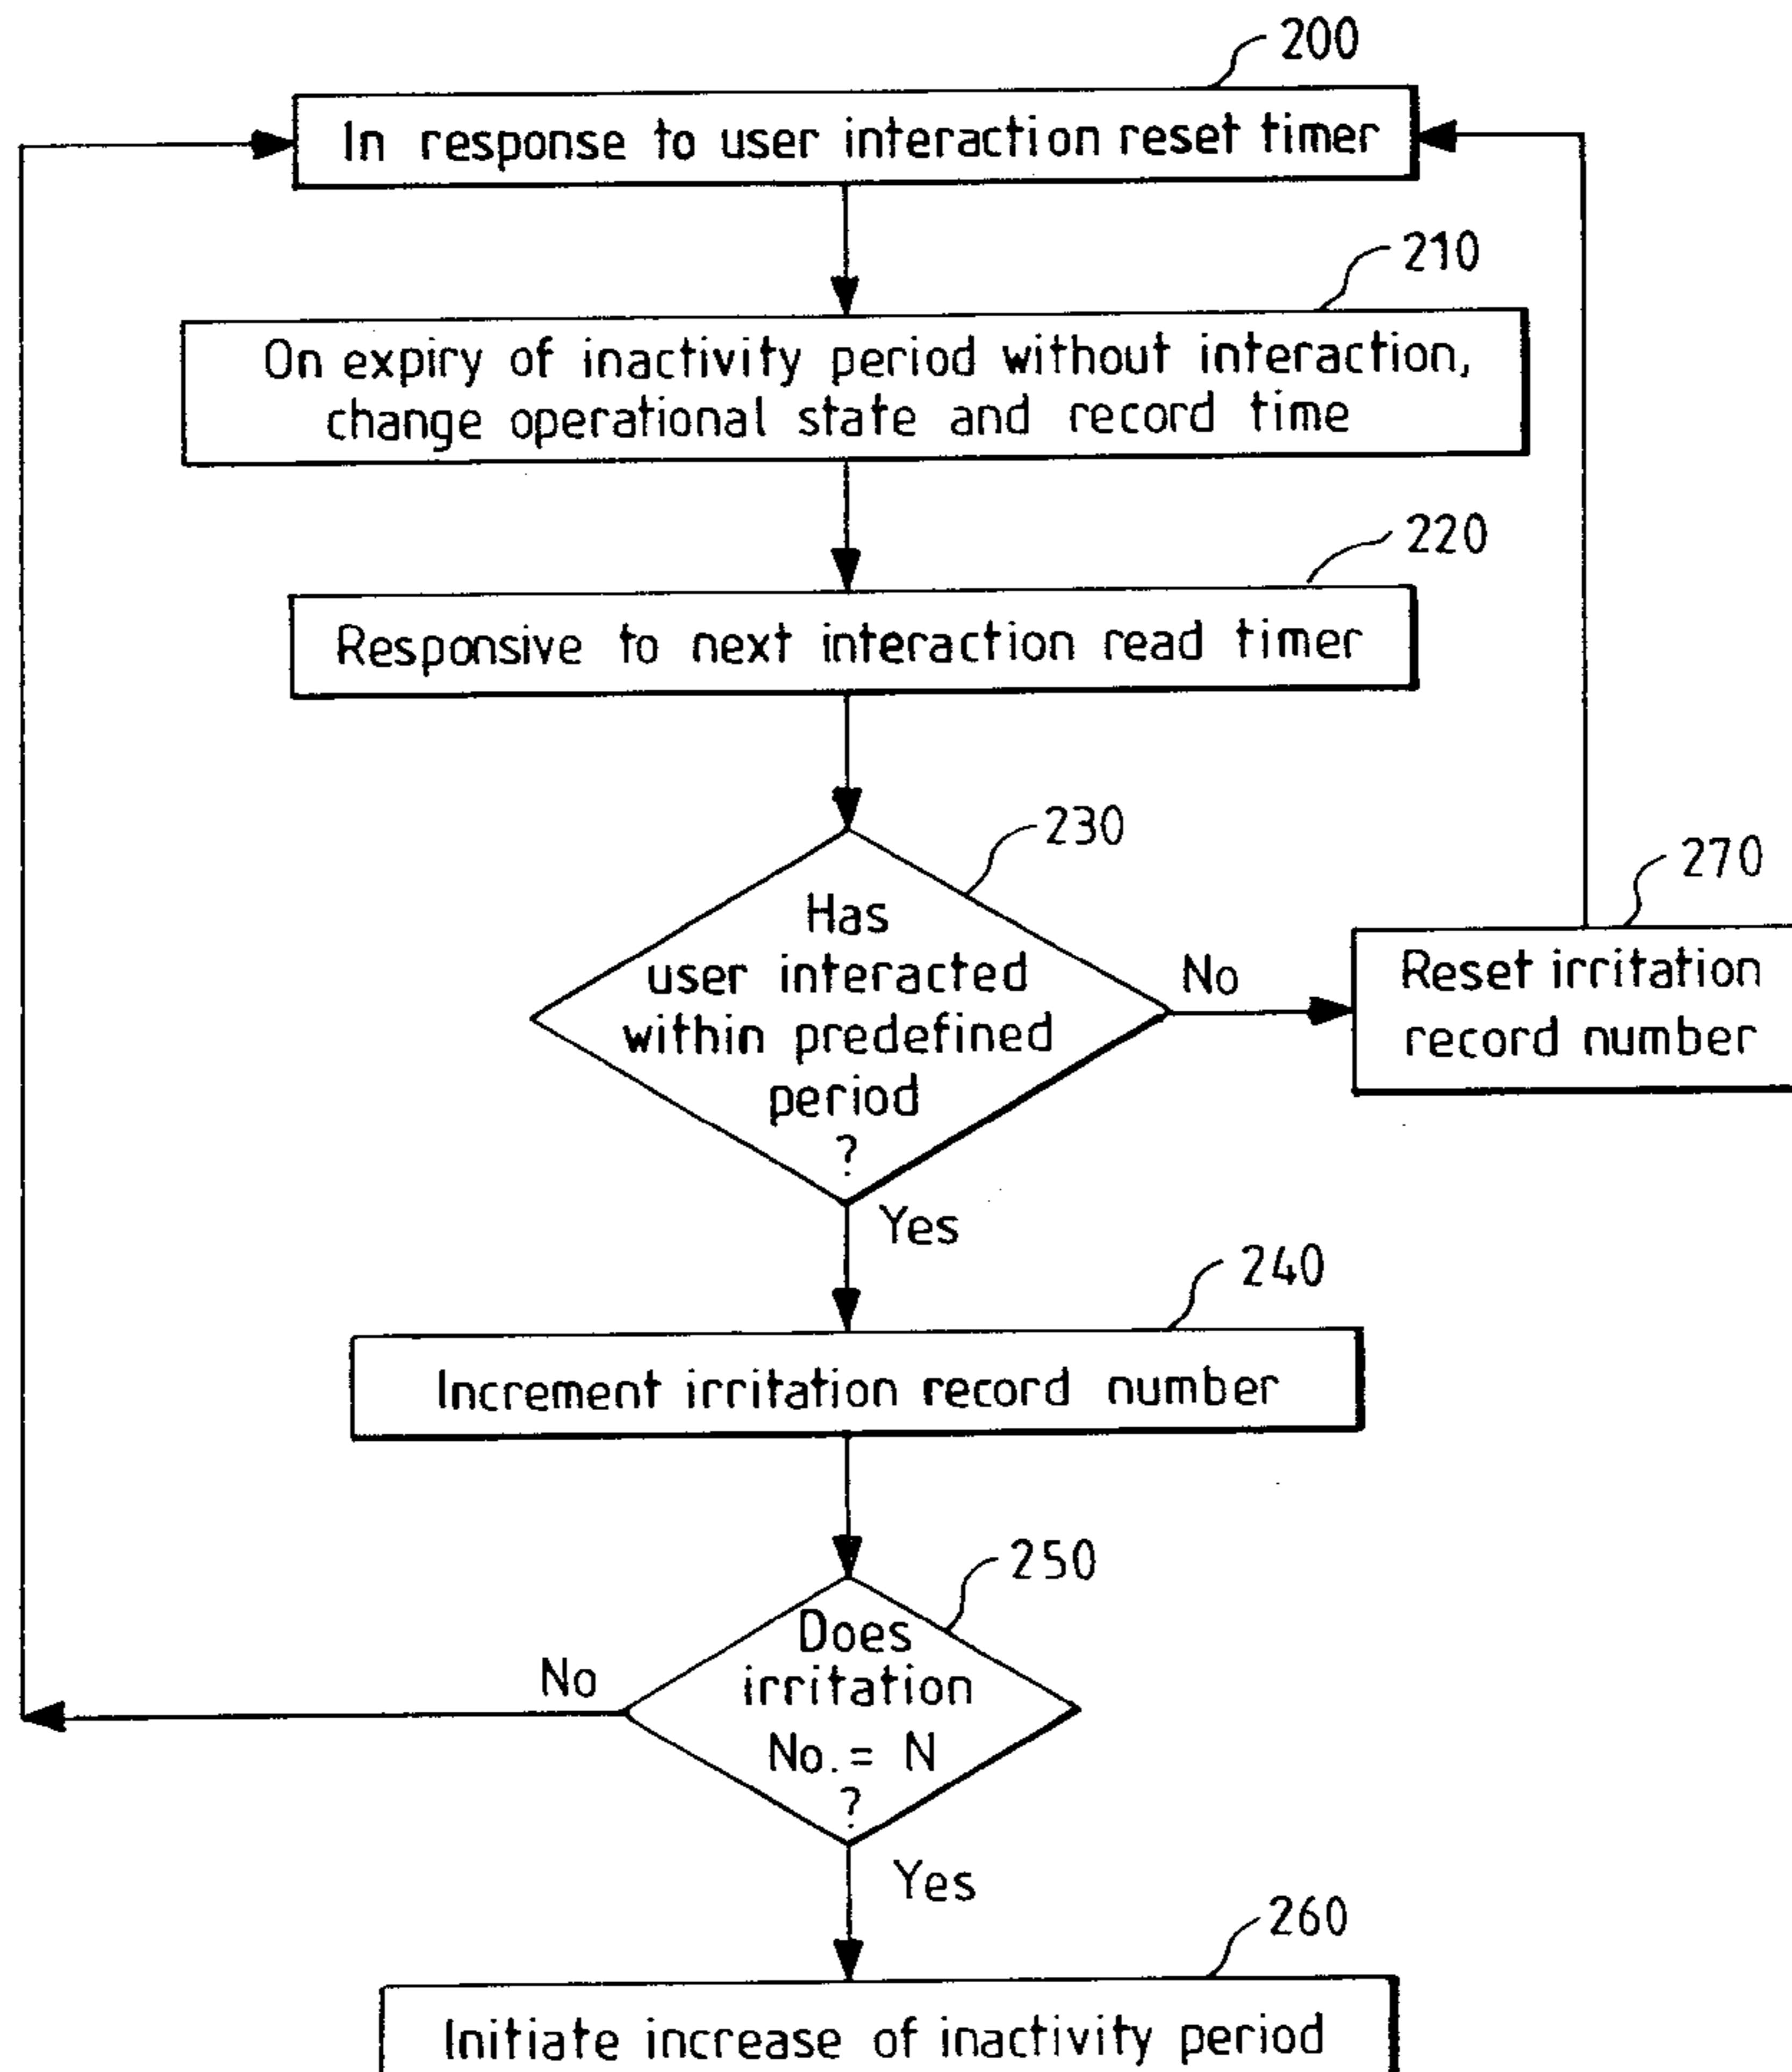 200
In response to user interaction reset timer
210
On expiry of inactivity period without interaction,
change operational state and record time
220
Responsive to next interaction read timer
230
Has
user interacted
within predefined
period
?
No
270
Reset irritation
record number
Yes
240
Increment irritation record number
250
Does
irritation
No. = N
?
No
Yes
260
Initiate increase of inactivity period